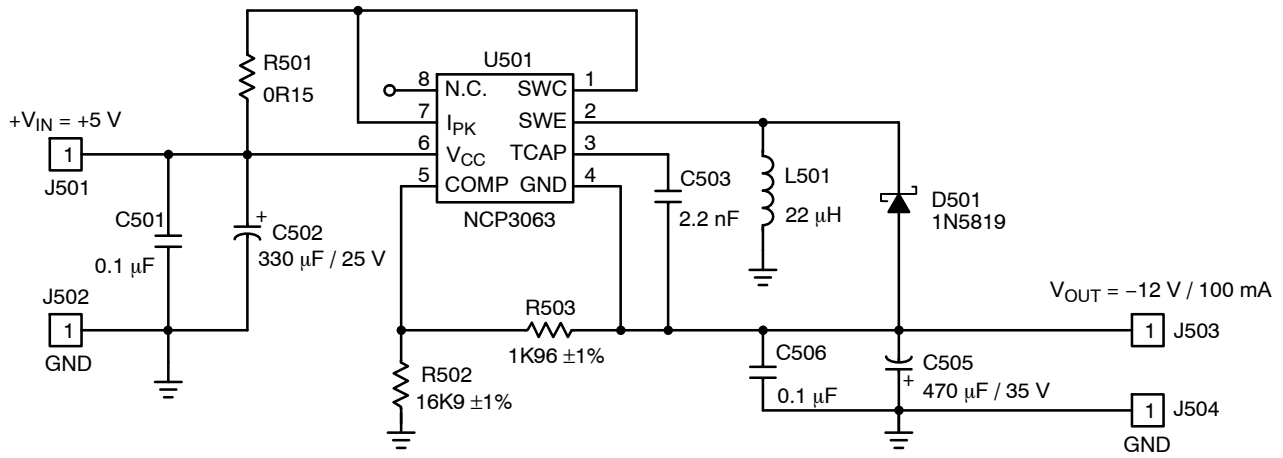 U501
R501
0R15
8 N.C. SWC 1
7 IPK SWE 2
6 VCC TCAP 3
5 COMP GND 4
NCP3063
+VIN = +5 V
1
J501
C501
0.1 μF
+
C502
330 μF / 25 V
J502
1
GND
C503
2.2 nF
L501
22 μH
D501
1N5819
VOUT = −12 V / 100 mA
1 J503
R503
1K96 ±1%
R502
16K9 ±1%
C506
0.1 μF
C505
+
470 μF / 35 V
1 J504
GND